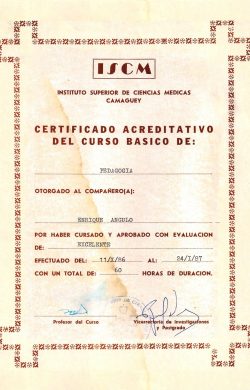 ISCM
INSTITUTO SUPERIOR DE CIENCIAS MEDICAS
CAMAGUEY
CERTIFICADO ACREDITATIVO
DEL CURSO BASICO DE:
PEDAGOGIA
OTORGADO AL COMPAÑERO(A):
ENRIQUE ANGULO
POR HABER CURSADO Y APROBADO CON EVALUACION
DE: EXCELENTE
EFECTUADO DEL: 11/X/86 AL: 24/I/87
CON UN TOTAL DE: 60 HORAS DE DURACION.
Profesor del Curso
Vicerrectoria de Investigaciones
y Postgrado